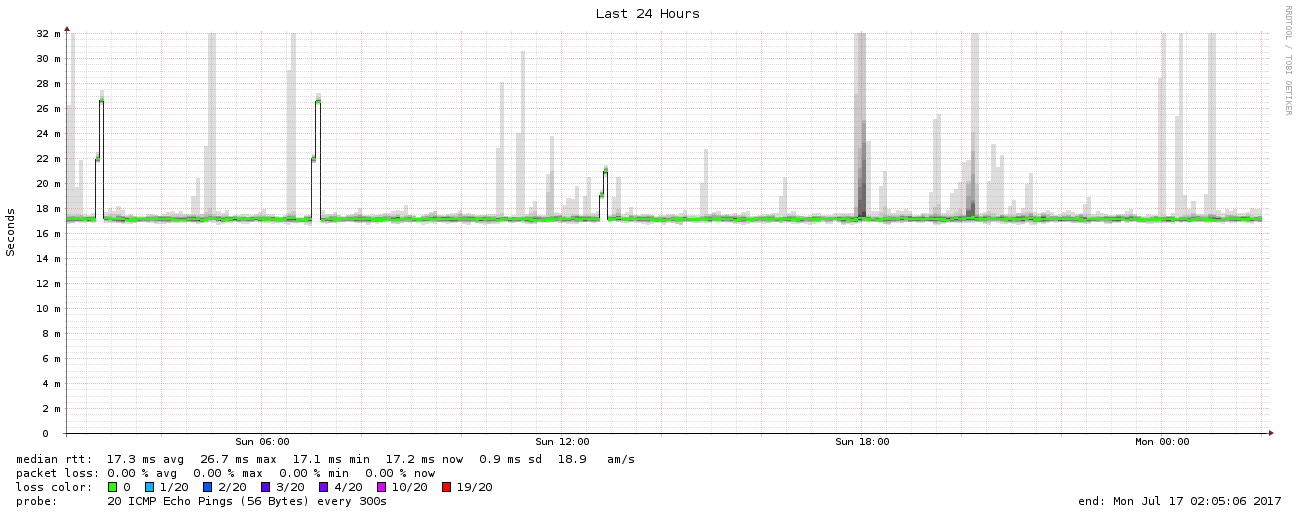 Last 24 Hours
RRDTOOL / TOBI OETIKER
Seconds
32 m
30 m
28 m
26 m
24 m
22 m
20 m
18 m
16 m
14 m
12 m
10 m
8 m
6 m
4 m
2 m
0
Sun 06:00 Sun 12:00 Sun 18:00 Mon 00:00
median rtt: 17.3 ms avg 26.7 ms max 17.1 ms min 17.2 ms now 0.9 ms sd 18.9 am/s
packet loss: 0.00 % avg 0.00 % max 0.00 % min 0.00 % now
loss color: 0 1/20 2/20 3/20 4/20 10/20 19/20
probe: 20 ICMP Echo Pings (56 Bytes) every 300s end: Mon Jul 17 02:05:06 2017